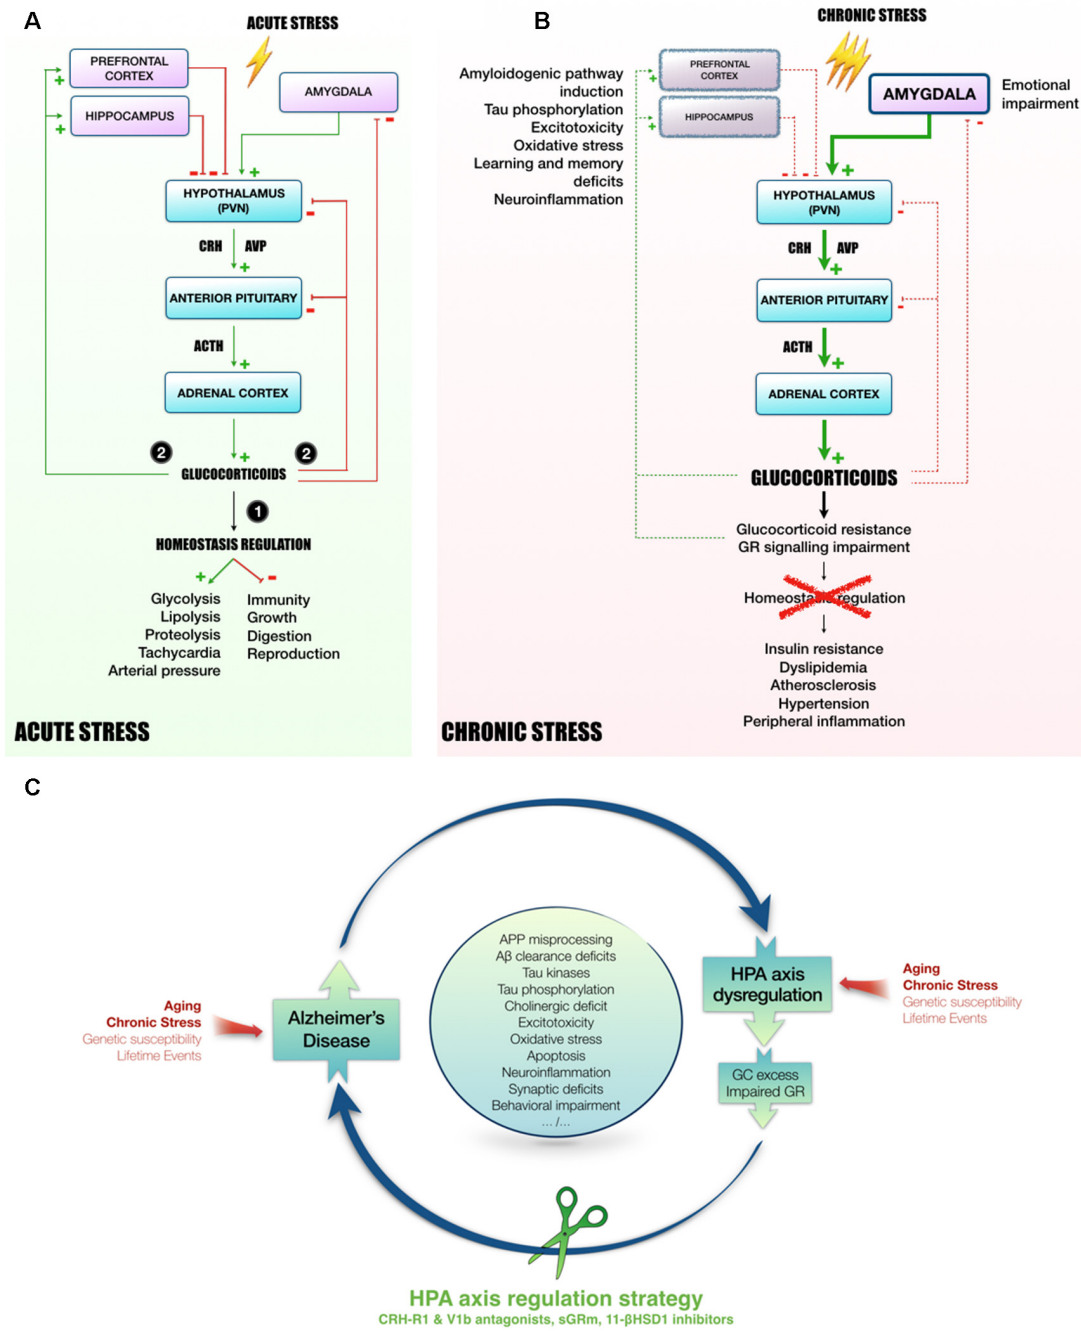 A
ACUTE STRESS
PREFRONTAL
CORTEX
+
HIPPOCAMPUS
+
AMYGDALA
-
- -
+
HYPOTHALAMUS
(PVN)
-
CRH AVP
+
ANTERIOR PITUITARY
-
ACTH
+
ADRENAL CORTEX
2
+
2
GLUCOCORTICOIDS
1
HOMEOSTASIS REGULATION
+
-
Glycolysis
Lipolysis
Proteolysis
Tachycardia
Arterial pressure
Immunity
Growth
Digestion
Reproduction
ACUTE STRESS
B
CHRONIC STRESS
Amyloidogenic pathway
induction
Tau phosphorylation
Excitotoxicity
Oxidative stress
Learning and memory
deficits
Neuroinflammation
PREFRONTAL
CORTEX
+
HIPPOCAMPUS
+
AMYGDALA
Emotional
impairment
-
- -
+
HYPOTHALAMUS
(PVN)
-
CRH AVP
+
ANTERIOR PITUITARY
-
ACTH
+
ADRENAL CORTEX
+
GLUCOCORTICOIDS
Glucocorticoid resistance
GR signalling impairment
Homeostasis regulation
Insulin resistance
Dyslipidemia
Atherosclerosis
Hypertension
Peripheral inflammation
CHRONIC STRESS
C
Aging
Chronic Stress
Genetic susceptibility
Lifetime Events
Alzheimer's
Disease
APP misprocessing
Aβ clearance deficits
Tau kinases
Tau phosphorylation
Cholinergic deficit
Excitotoxicity
Oxidative stress
Apoptosis
Neuroinflammation
Synaptic deficits
Behavioral impairment
... /...
HPA axis
dysregulation
GC excess
Impaired GR
Aging
Chronic Stress
Genetic susceptibility
Lifetime Events
HPA axis regulation strategy
CRH-R1 & V1b antagonists, sGRm, 11-βHSD1 inhibitors